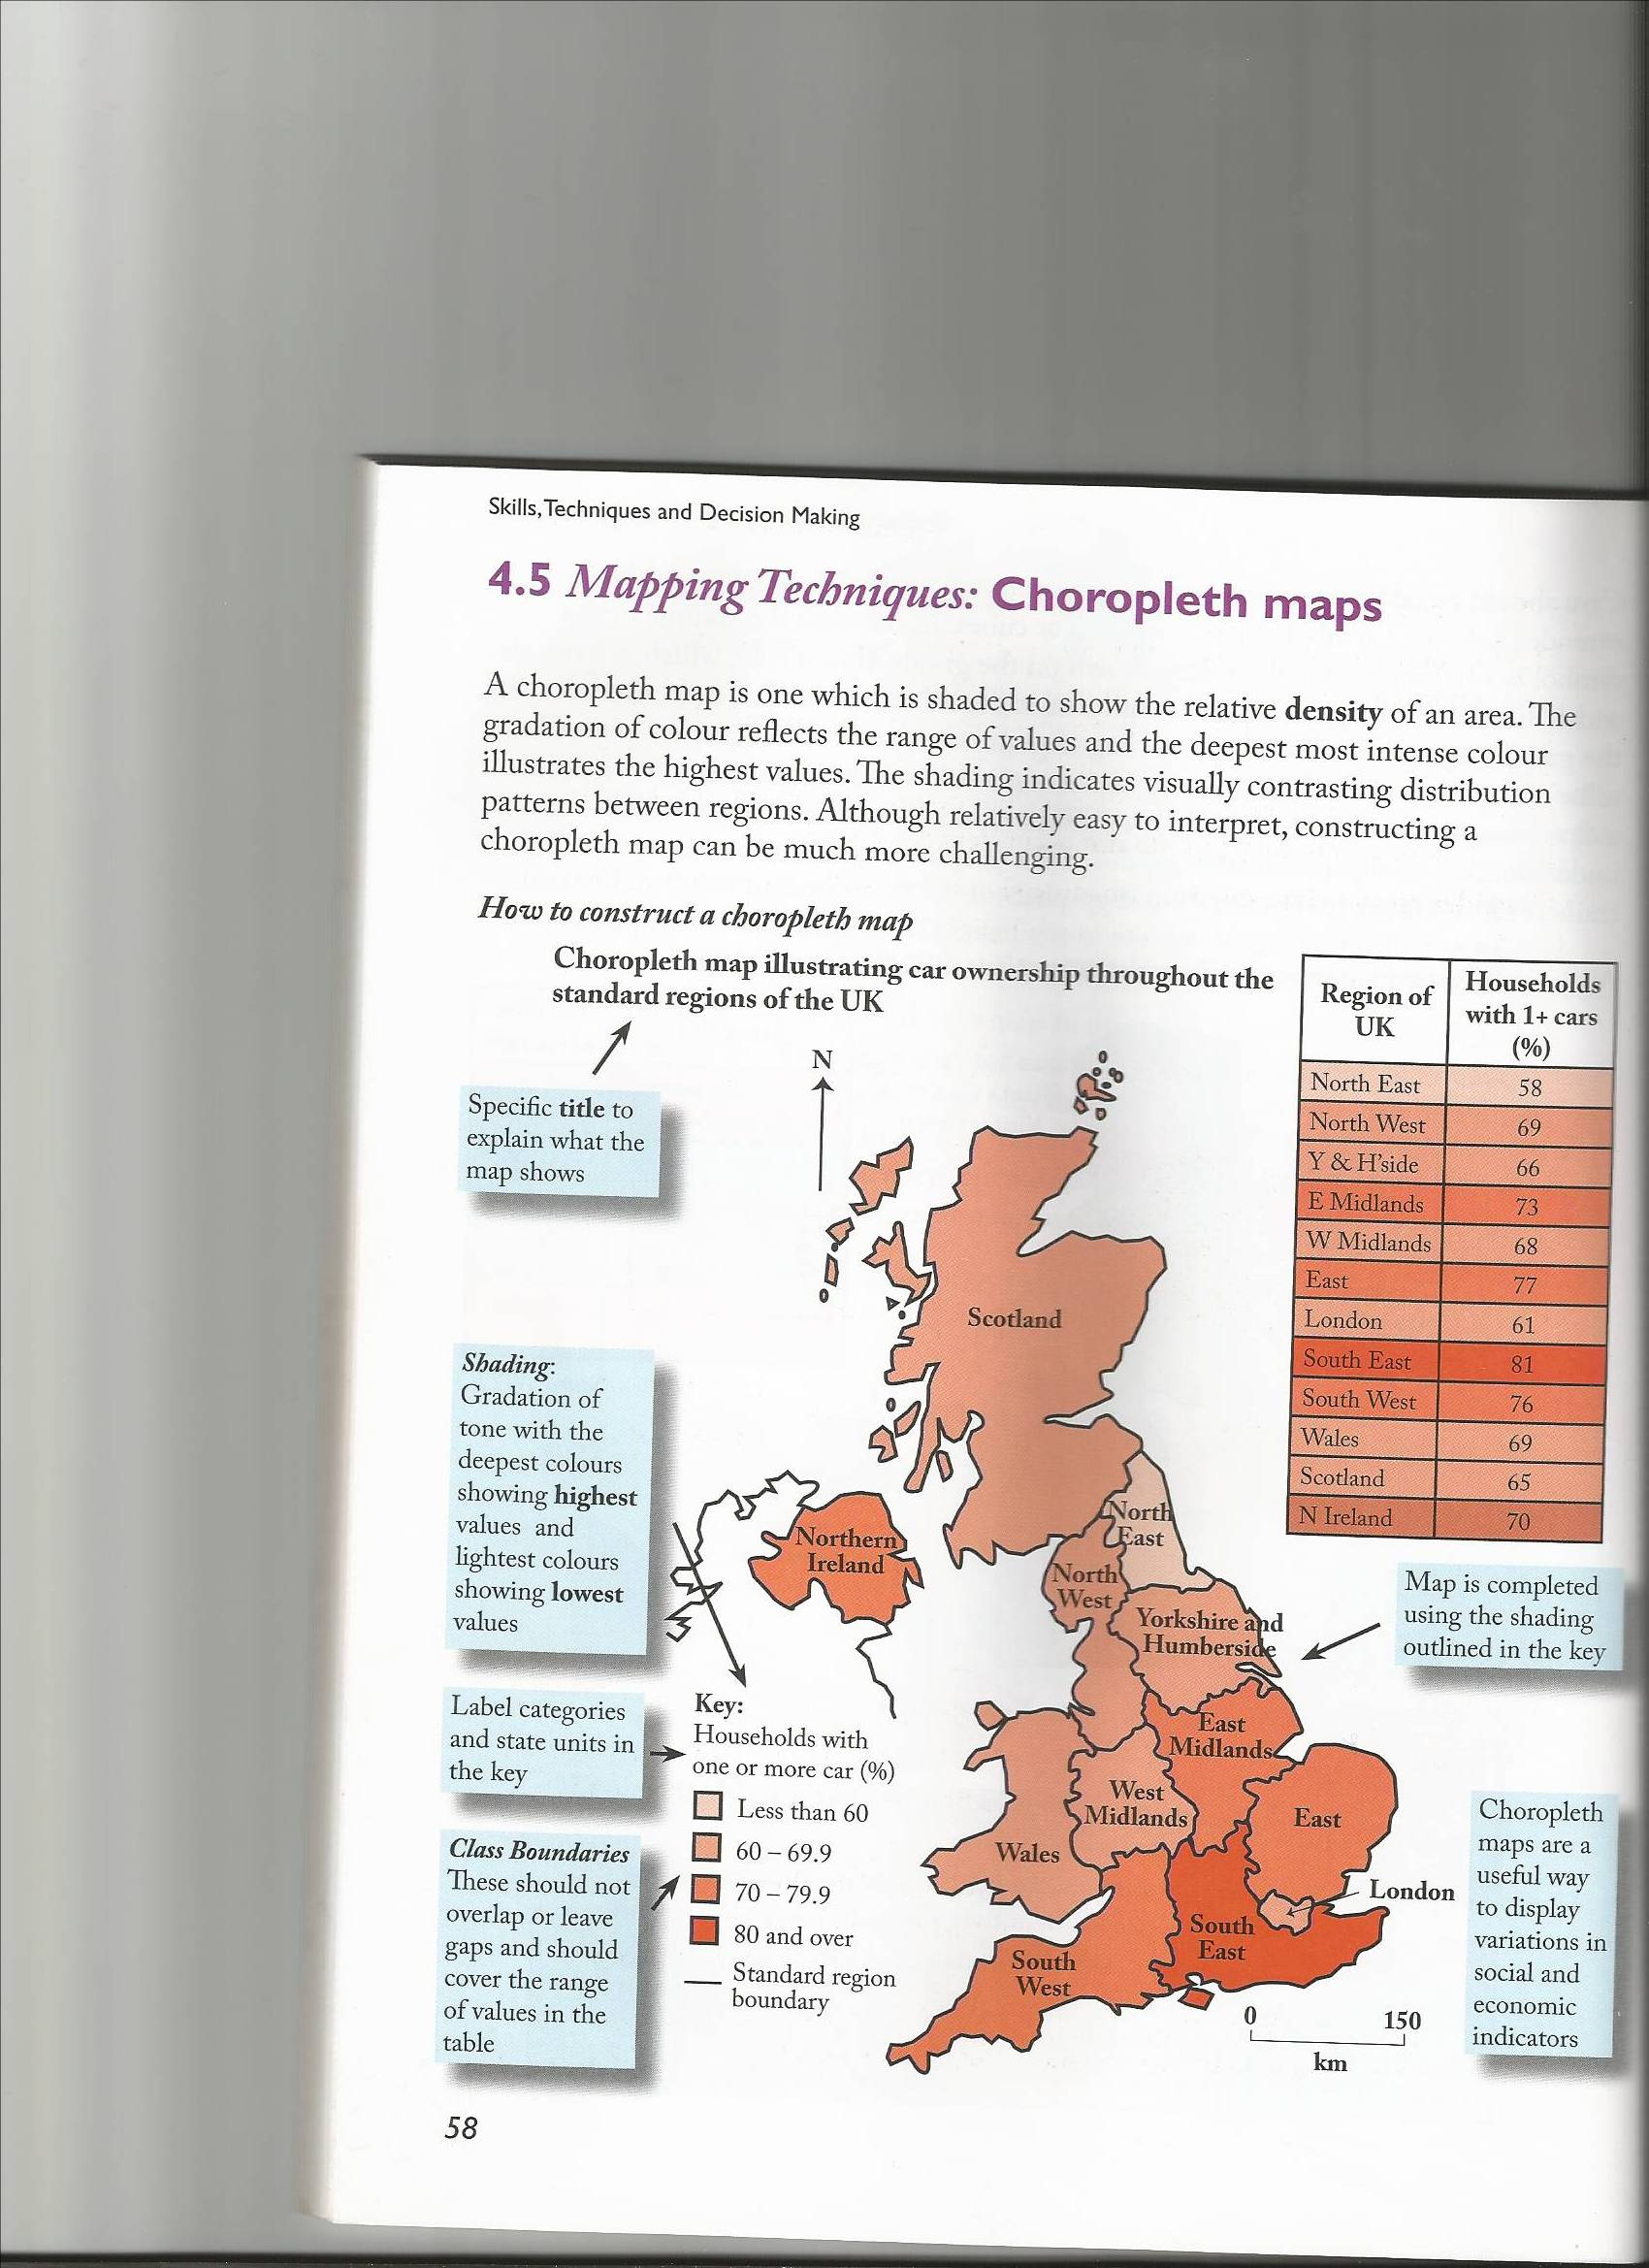 Skills, Techniques and Decision Making
4.5 Mapping Techniques: Choropleth maps
A choropleth map is one which is shaded to show the relative density of an area. The
gradation of colour reflects the range of values and the deepest most intense colour
illustrates the highest values. The shading indicates visually contrasting distribution
patterns between regions. Although relatively easy to interpret, constructing a
choropleth map can be much more challenging.
How to construct a choropleth map
Choropleth map illustrating car ownership throughout the
standard regions of the UK
Specific title to
explain what the
map shows
N
Region of
UK
Households
with 1+ cars
(%)
North East 58
North West 69
Y & H'side 66
E Midlands 73
W Midlands 68
East 77
London 61
South East 81
South West 76
Wales 69
Scotland 65
N Ireland 70
Shading:
Gradation of
tone with the
deepest colours
showing highest
values and
lightest colours
showing lowest
values
Scotland
Northern
Ireland
North
East
North
West
Yorkshire and
Humberside
East
Midlands
West
Midlands
East
Wales
London
South
East
South
West
Map is completed
using the shading
outlined in the key
Label categories
and state units in
the key
Key:
Households with
one or more car (%)
Less than 60
60 – 69.9
70 – 79.9
80 and over
Standard region
boundary
Class Boundaries
These should not
overlap or leave
gaps and should
cover the range
of values in the
table
Choropleth
maps are a
useful way
to display
variations in
social and
economic
indicators
0 150
km
58